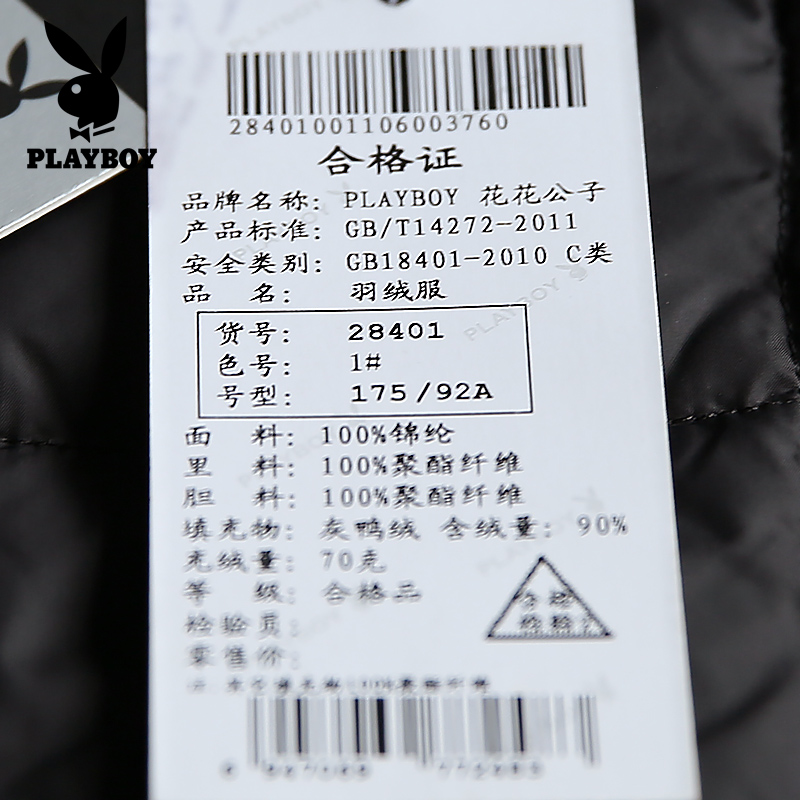 PLAYBOY
28401001106003760
合格证
品牌名称: PLAYBOY 花花公子
产品标准: GB/T14272-2011
安全类别: GB18401-2010 C类
品 名: 羽绒服
货号: 28401
色号: 1#
号型: 175/92A
面 料: 100%锦纶
里 料: 100%聚酯纤维
胆 料: 100%聚酯纤维
填充物: 灰鸭绒 含绒量: 90%
充绒量: 70克
等 级: 合格品
检验员:
零售价:
PLAYBOY
PLAYBOY
PLAYBOY